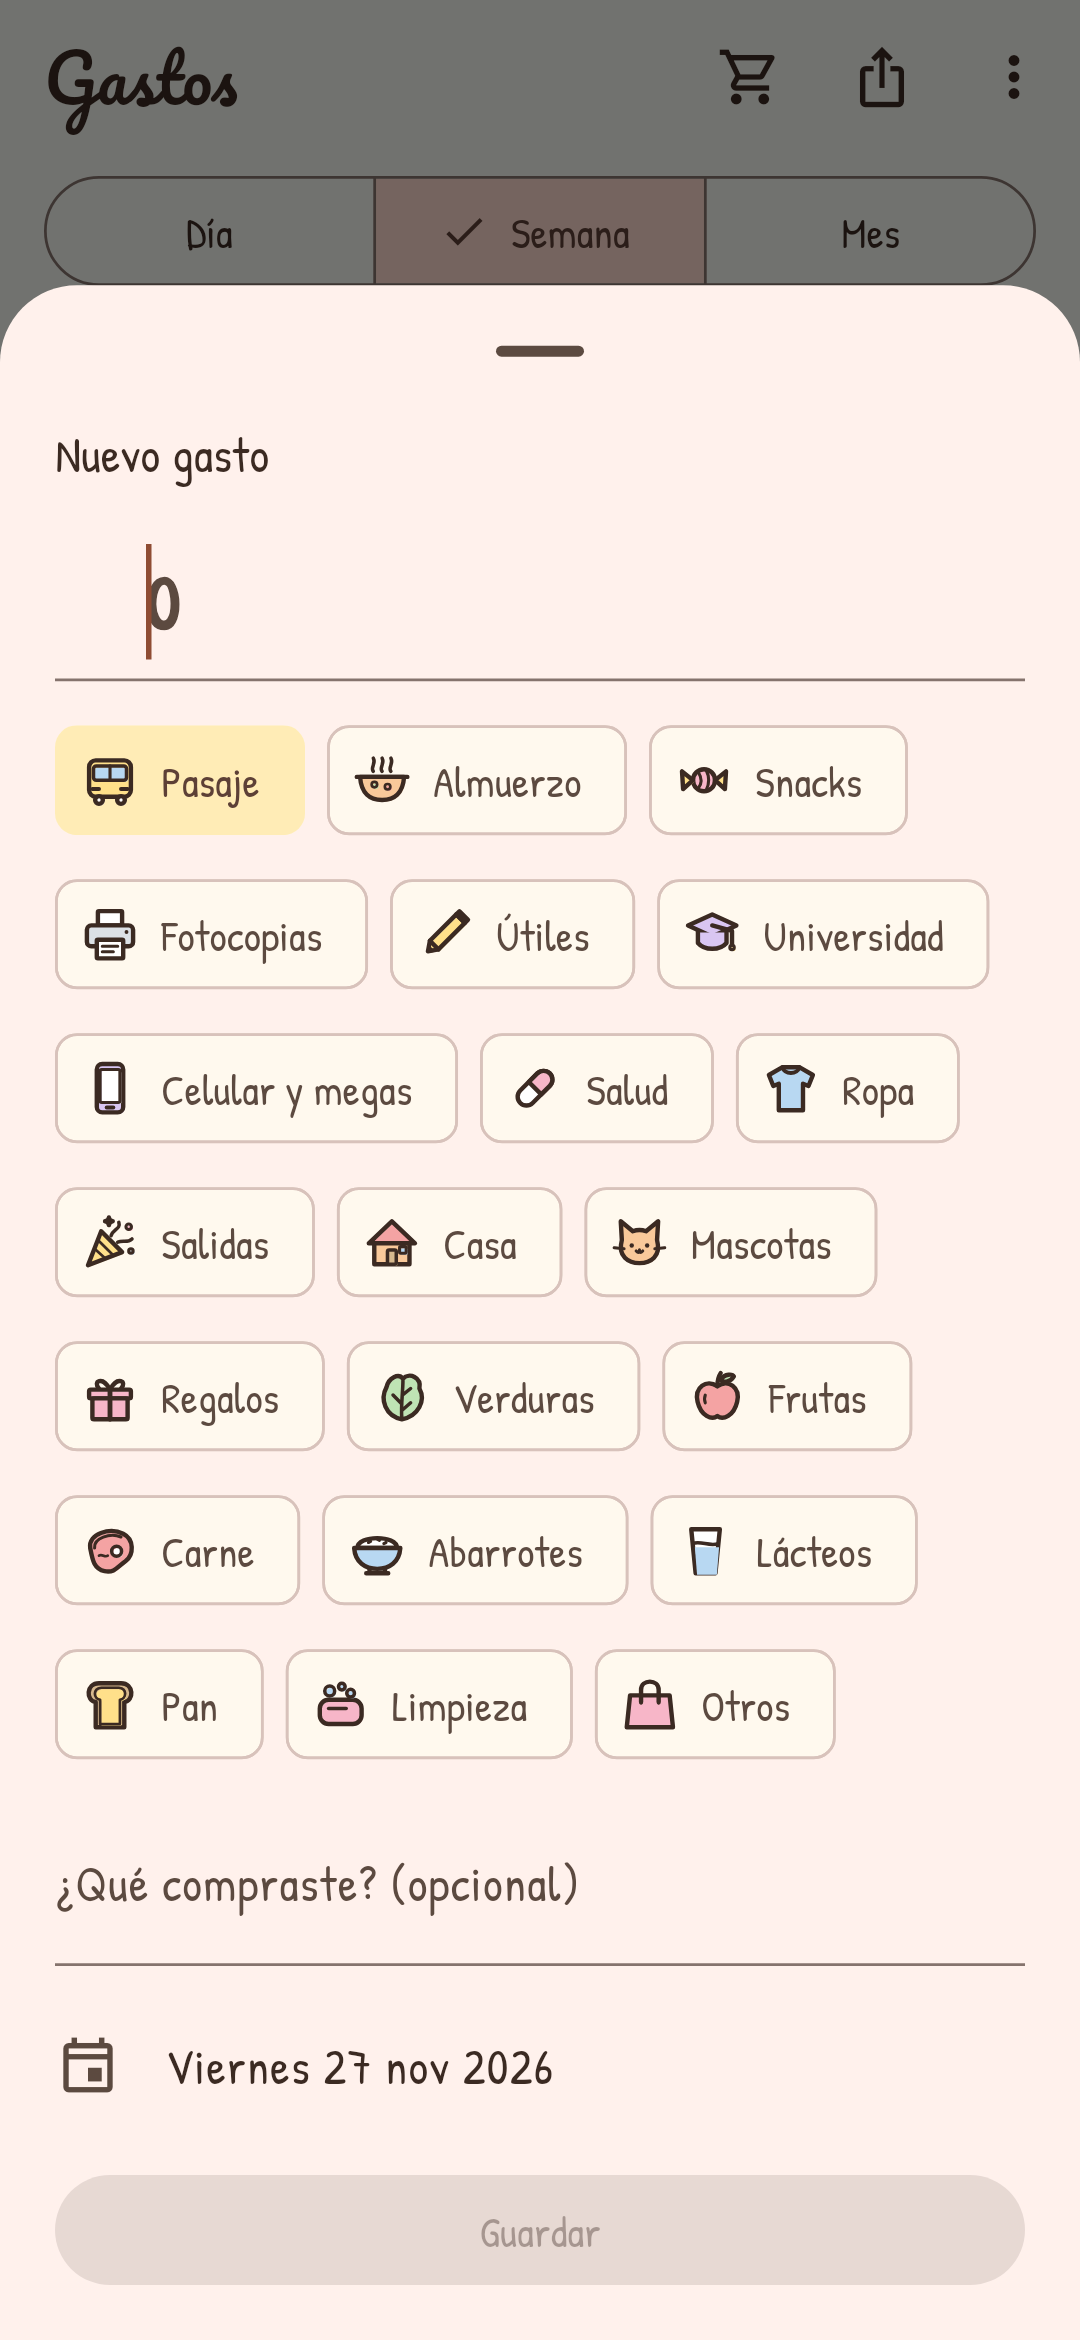 Gastos
Día Semana Mes
Nuevo gasto
0
Pasaje Almuerzo Snacks
Fotocopias Útiles Universidad
Celular y megas Salud Ropa
Salidas Casa Mascotas
Regalos Verduras Frutas
Carne Abarrotes Lácteos
Pan Limpieza Otros
¿Qué compraste? (opcional)
Viernes 27 nov 2026
Guardar